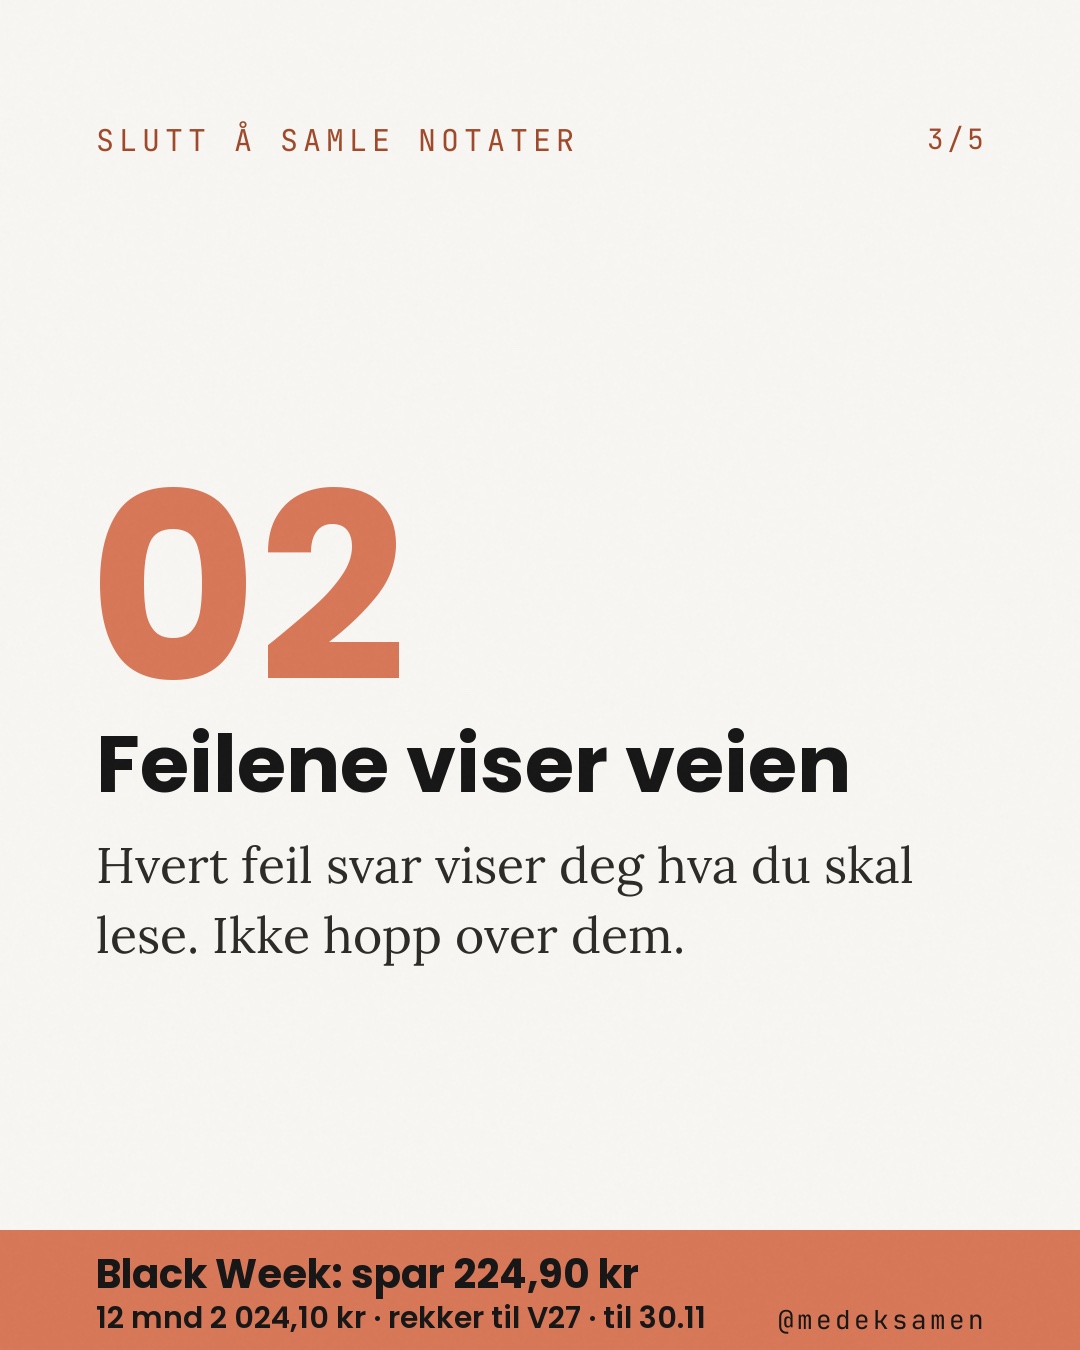 SLUTT Å SAMLE NOTATER
3/5
02
Feilene viser veien
Hvert feil svar viser deg hva du skal
lese. Ikke hopp over dem.
Black Week: spar 224,90 kr
12 mnd 2 024,10 kr · rekker til V27 · til 30.11
@medeksamen